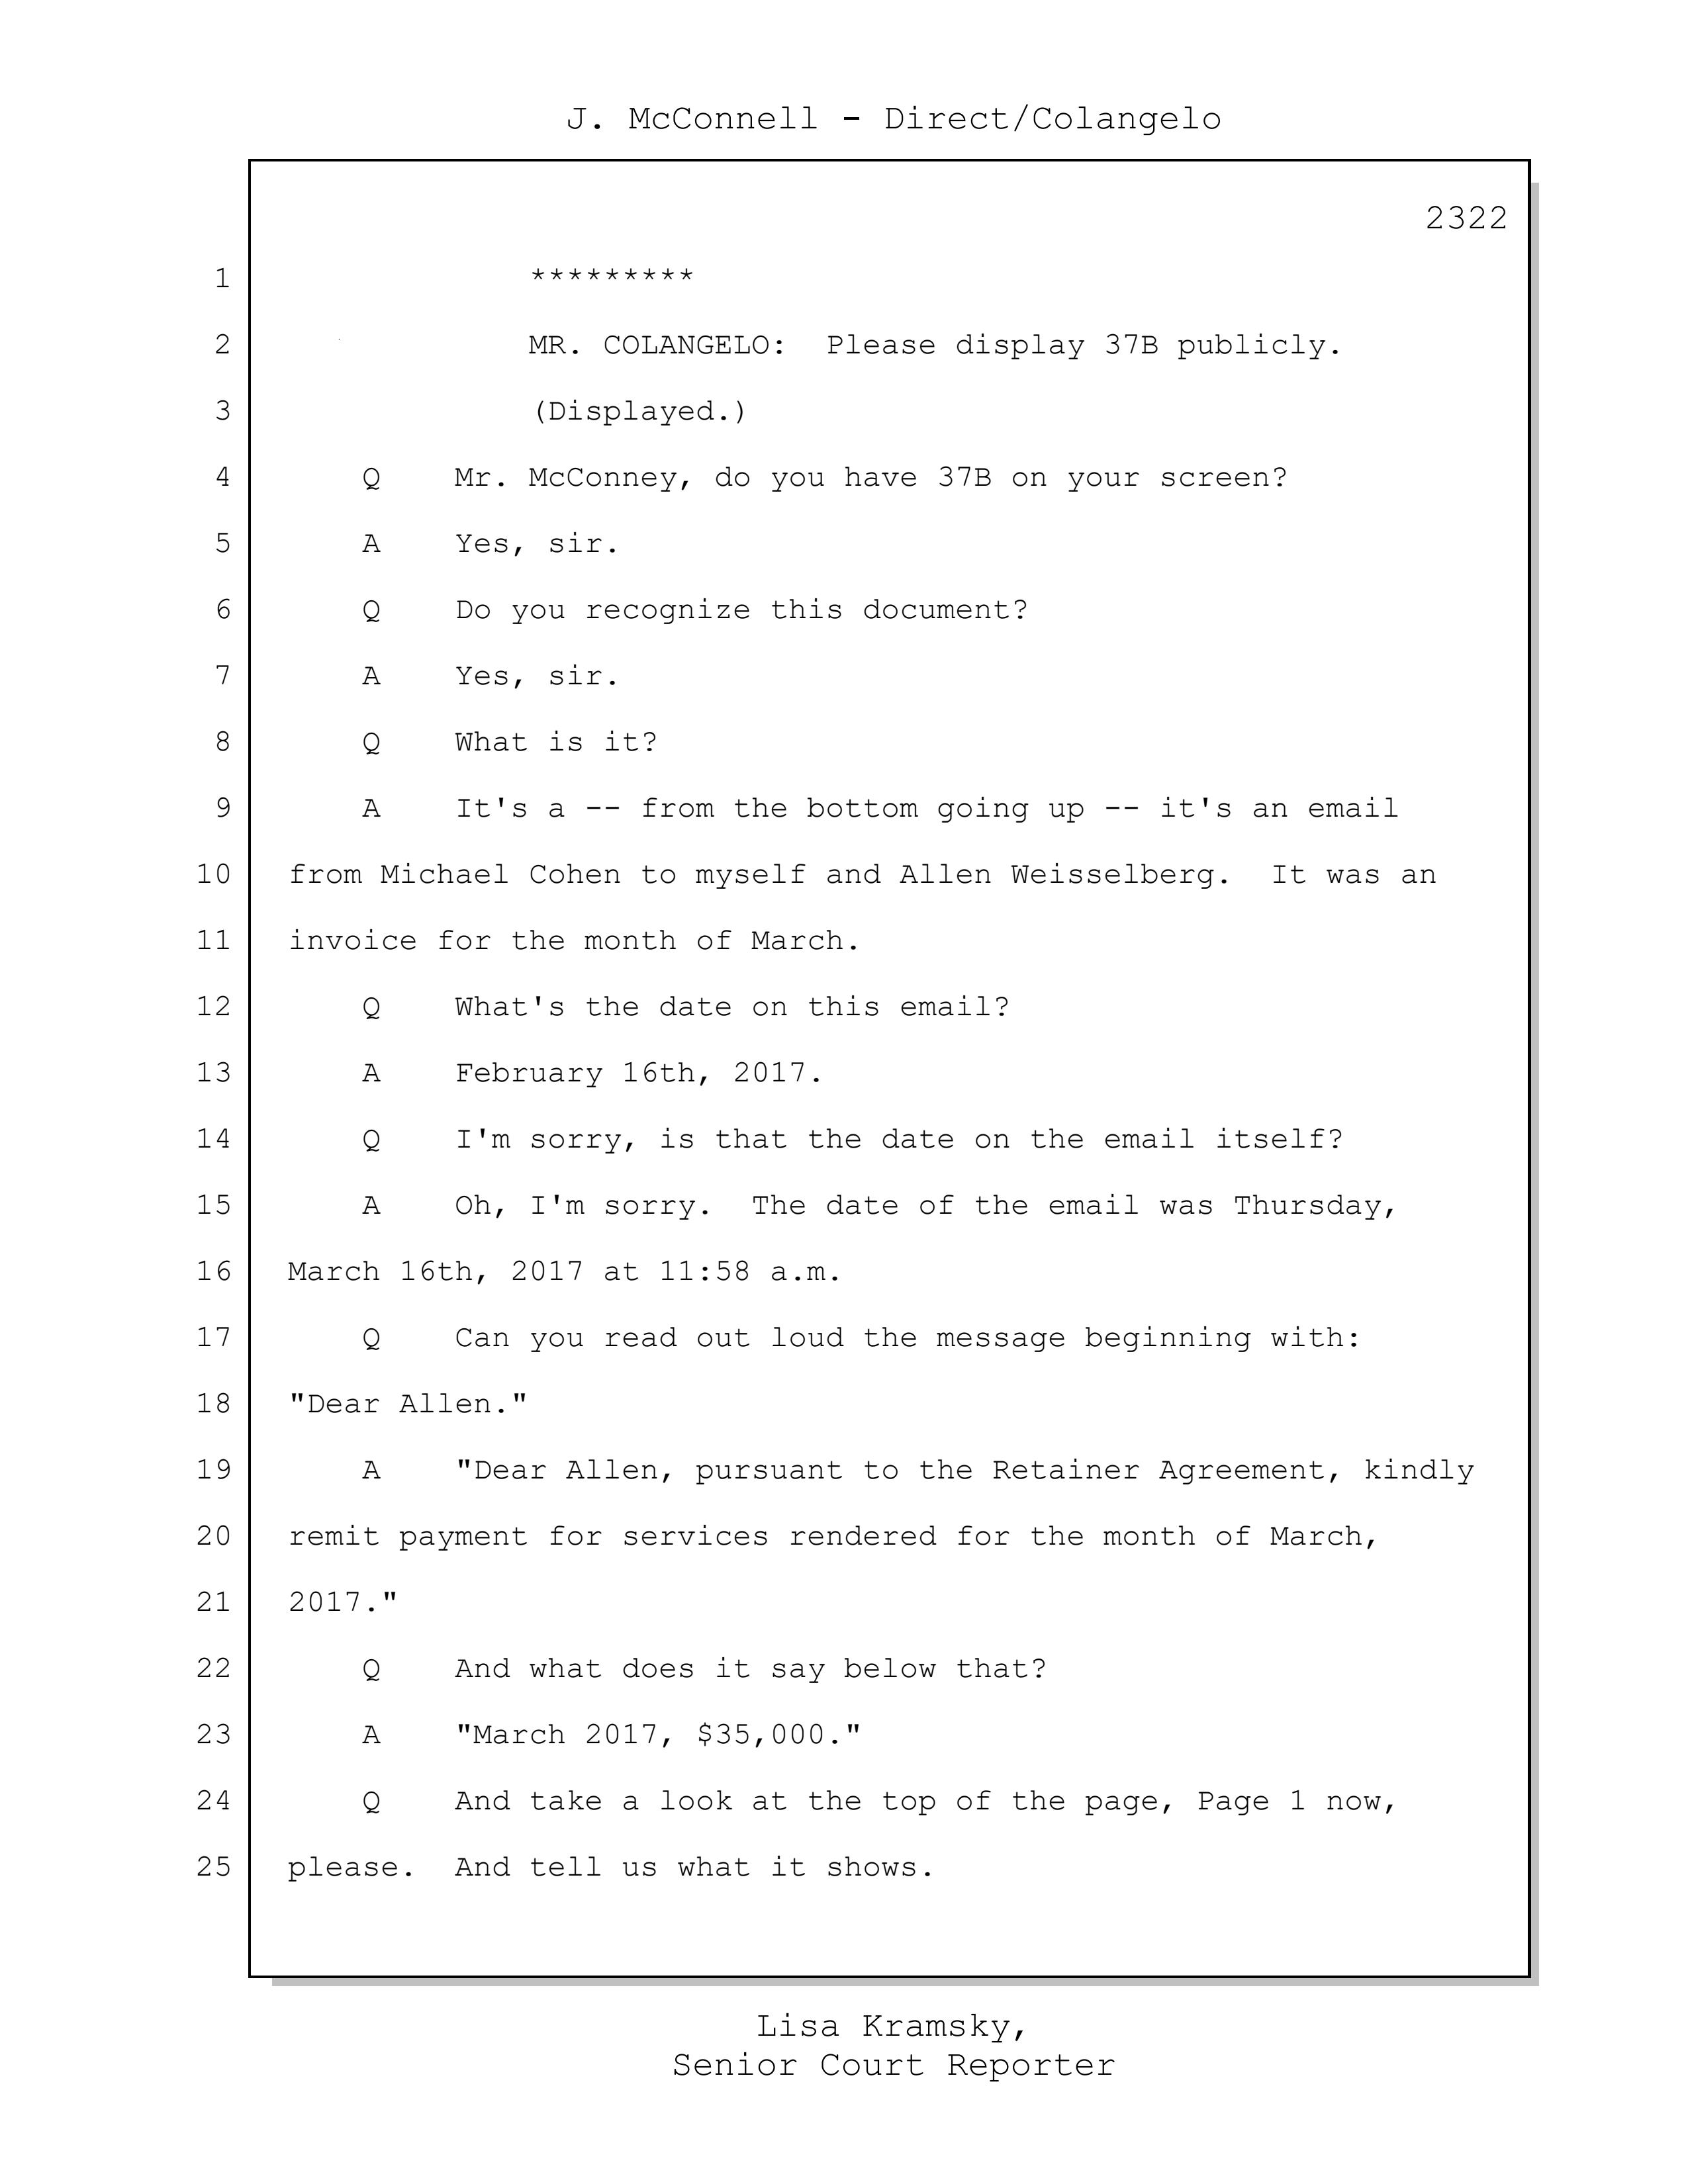 J. McConnell - Direct/Colangelo
2322
1 *********
2 MR. COLANGELO: Please display 37B publicly.
3 (Displayed.)
4 Q Mr. McConney, do you have 37B on your screen?
5 A Yes, sir.
6 Q Do you recognize this document?
7 A Yes, sir.
8 Q What is it?
9 A It's a -- from the bottom going up -- it's an email
10 from Michael Cohen to myself and Allen Weisselberg. It was an
11 invoice for the month of March.
12 Q What's the date on this email?
13 A February 16th, 2017.
14 Q I'm sorry, is that the date on the email itself?
15 A Oh, I'm sorry. The date of the email was Thursday,
16 March 16th, 2017 at 11:58 a.m.
17 Q Can you read out loud the message beginning with:
18 "Dear Allen."
19 A "Dear Allen, pursuant to the Retainer Agreement, kindly
20 remit payment for services rendered for the month of March,
21 2017."
22 Q And what does it say below that?
23 A "March 2017, $35,000."
24 Q And take a look at the top of the page, Page 1 now,
25 please. And tell us what it shows.
Lisa Kramsky,
Senior Court Reporter